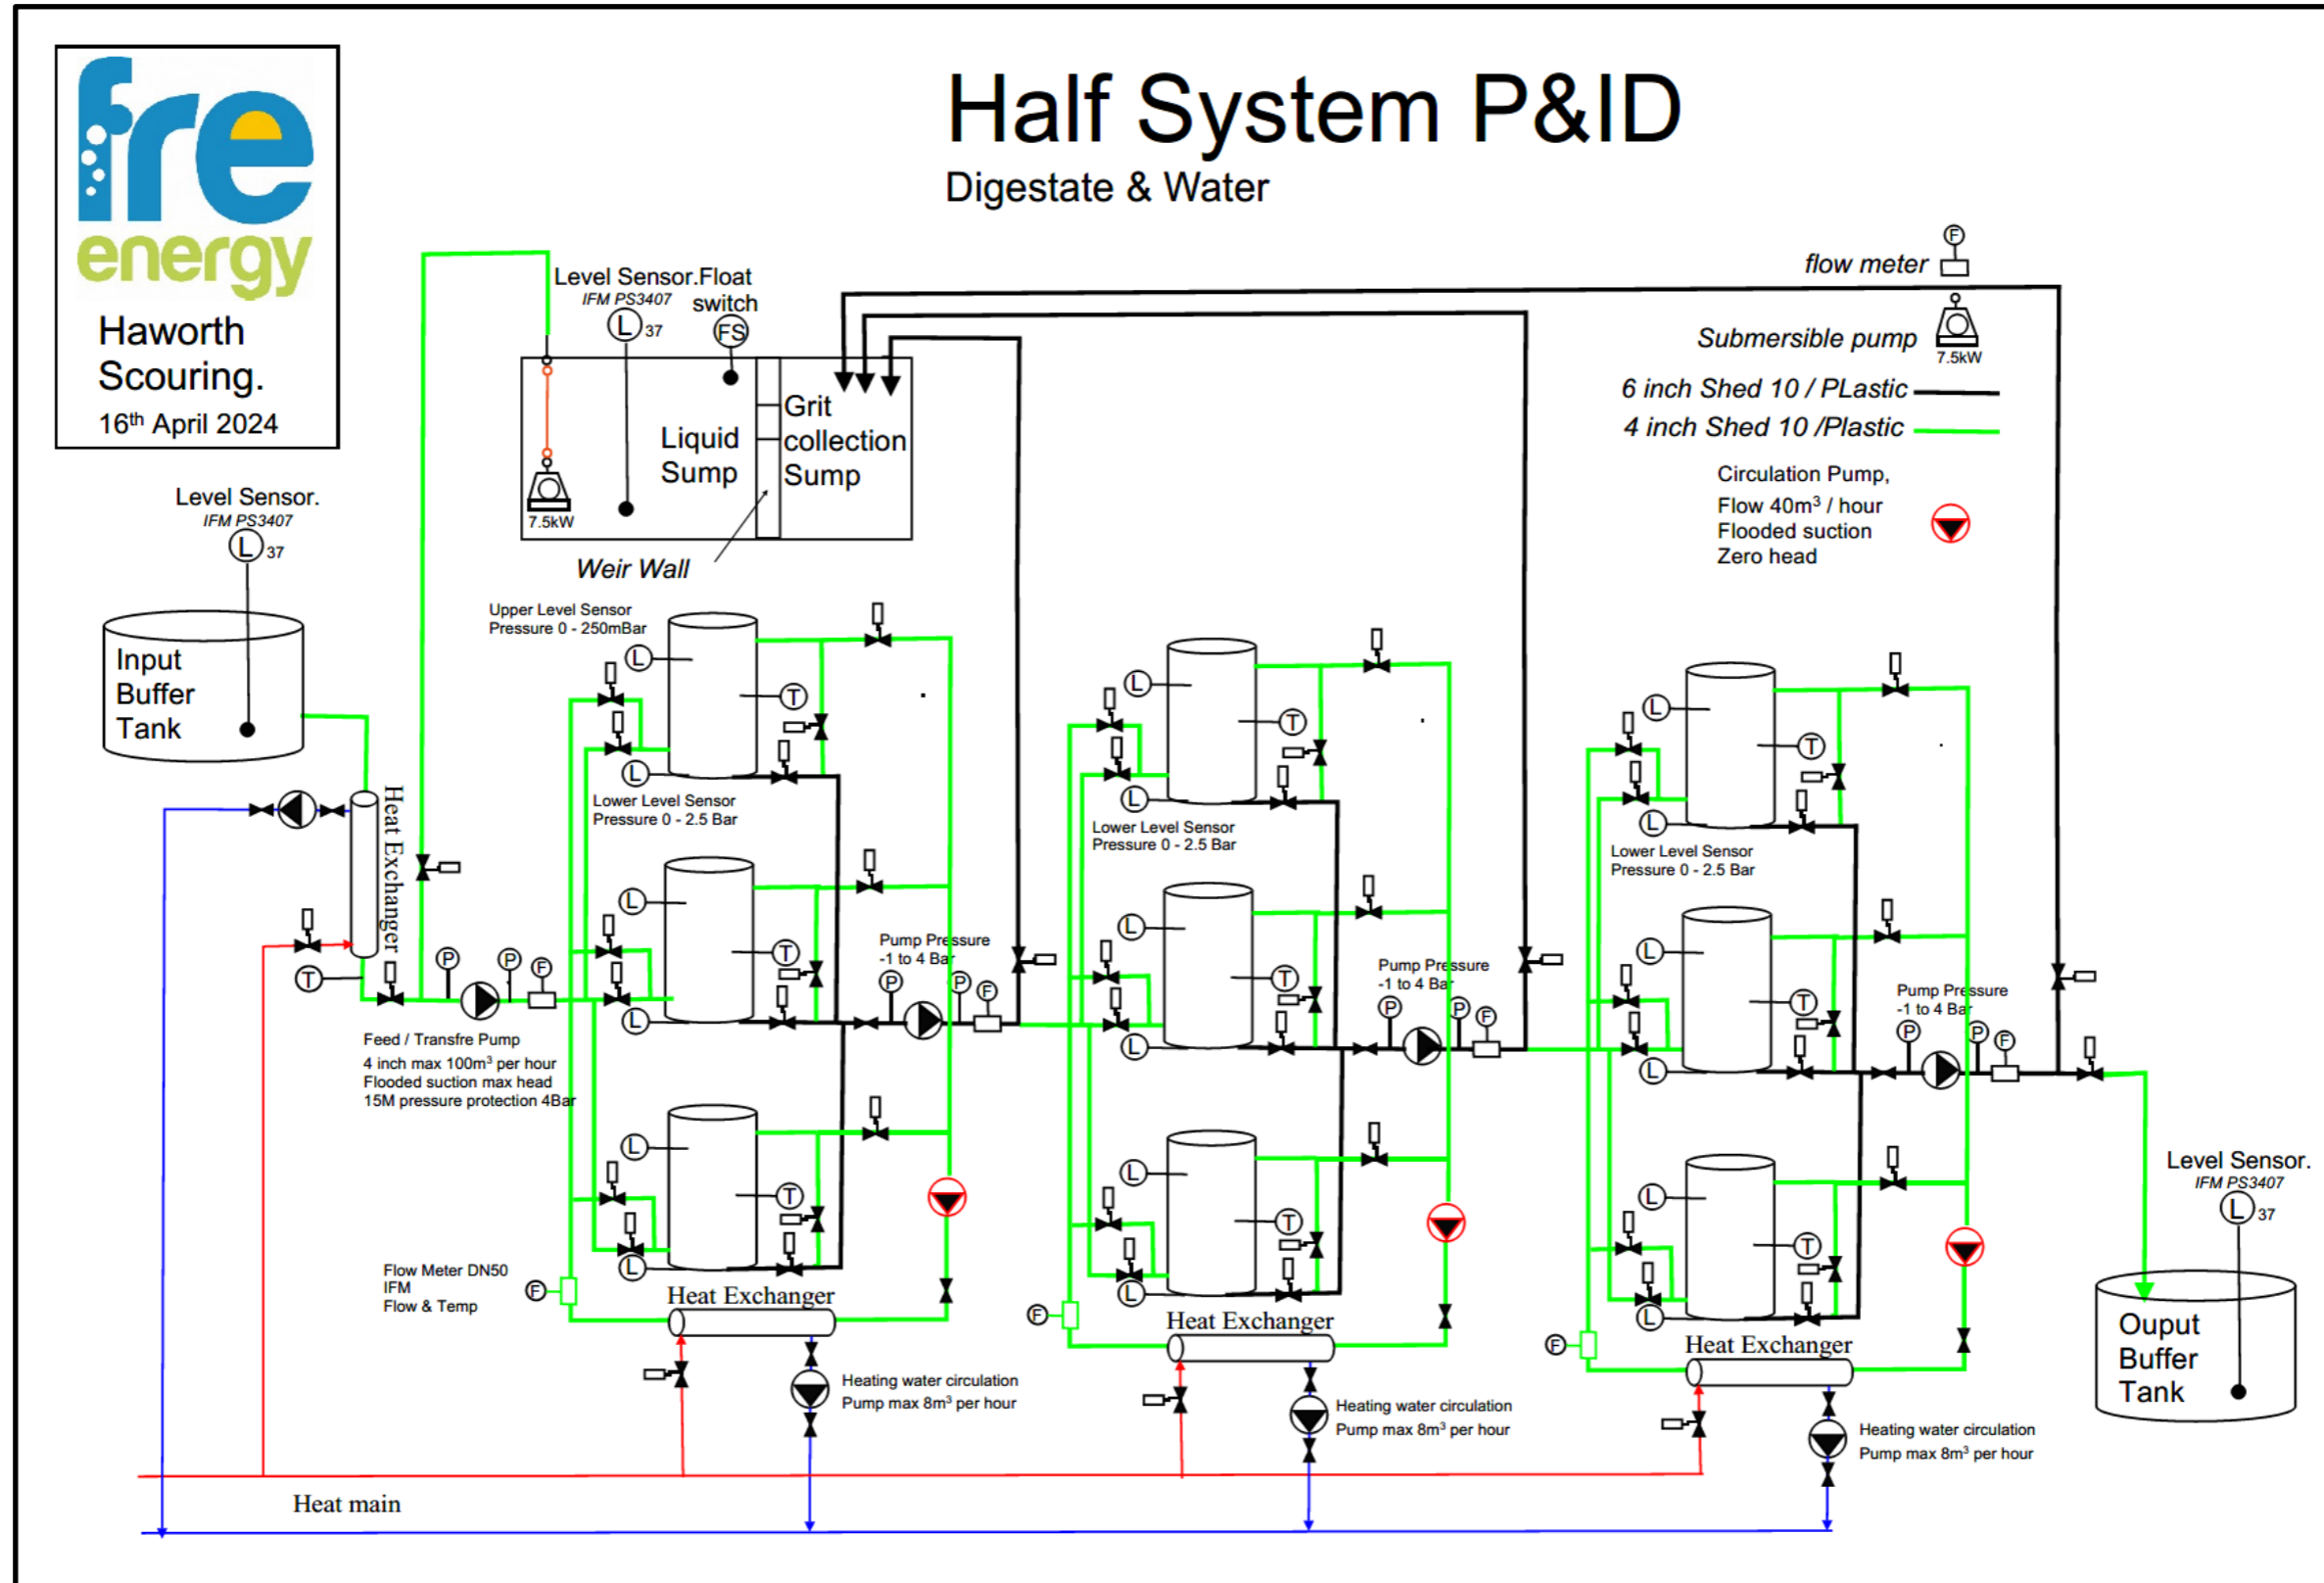 fre
energy
Haworth
Scouring.
16th April 2024
Half System P&ID
Digestate & Water
flow meter
F
Submersible pump
7.5kW
6 inch Shed 10 / PLastic
4 inch Shed 10 /Plastic
Circulation Pump,
Flow 40m³ / hour
Flooded suction
Zero head
Level Sensor.Float
IFM PS3407
switch
L 37
FS
Liquid
Sump
Grit
collection
Sump
7.5kW
Weir Wall
Level Sensor.
IFM PS3407
L 37
Input
Buffer
Tank
Heat Exchanger
T
P
P
F
Feed / Transfre Pump
4 inch max 100m³ per hour
Flooded suction max head
15M pressure protection 4Bar
Upper Level Sensor
Pressure 0 - 250mBar
L
T
L
Lower Level Sensor
Pressure 0 - 2.5 Bar
L
T
L
Pump Pressure
-1 to 4 Bar
P
P
F
L
T
L
Flow Meter DN50
IFM
Flow & Temp
F
Heat Exchanger
Heating water circulation
Pump max 8m³ per hour
L
T
L
Lower Level Sensor
Pressure 0 - 2.5 Bar
L
T
L
Pump Pressure
-1 to 4 Bar
P
P
F
L
T
L
F
Heat Exchanger
Heating water circulation
Pump max 8m³ per hour
L
T
L
Lower Level Sensor
Pressure 0 - 2.5 Bar
L
T
L
Pump Pressure
-1 to 4 Bar
P
P
F
L
T
L
F
Heat Exchanger
Heating water circulation
Pump max 8m³ per hour
Level Sensor.
IFM PS3407
L 37
Ouput
Buffer
Tank
Heat main